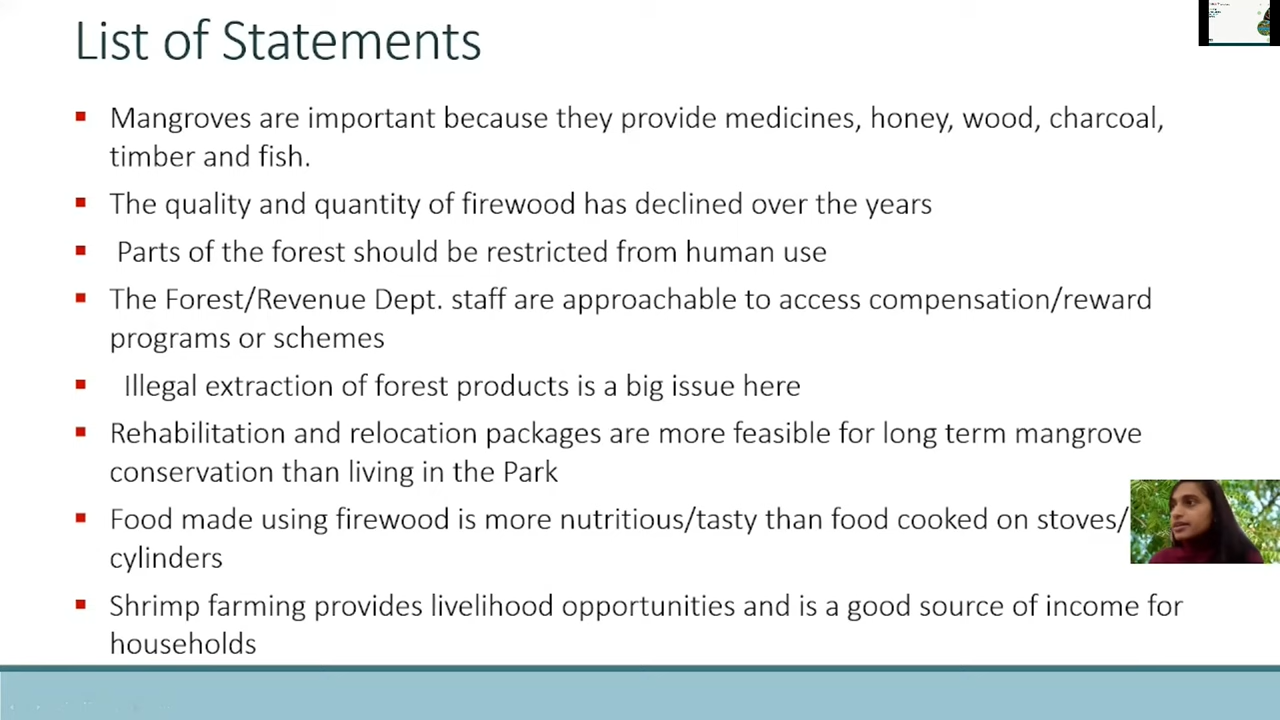 List of Statements
Mangroves are important because they provide medicines, honey, wood, charcoal,
timber and fish.
The quality and quantity of firewood has declined over the years
Parts of the forest should be restricted from human use
The Forest/Revenue Dept. staff are approachable to access compensation/reward
programs or schemes
Illegal extraction of forest products is a big issue here
Rehabilitation and relocation packages are more feasible for long term mangrove
conservation than living in the Park
Food made using firewood is more nutritious/tasty than food cooked on stoves/
cylinders
Shrimp farming provides livelihood opportunities and is a good source of income for
households